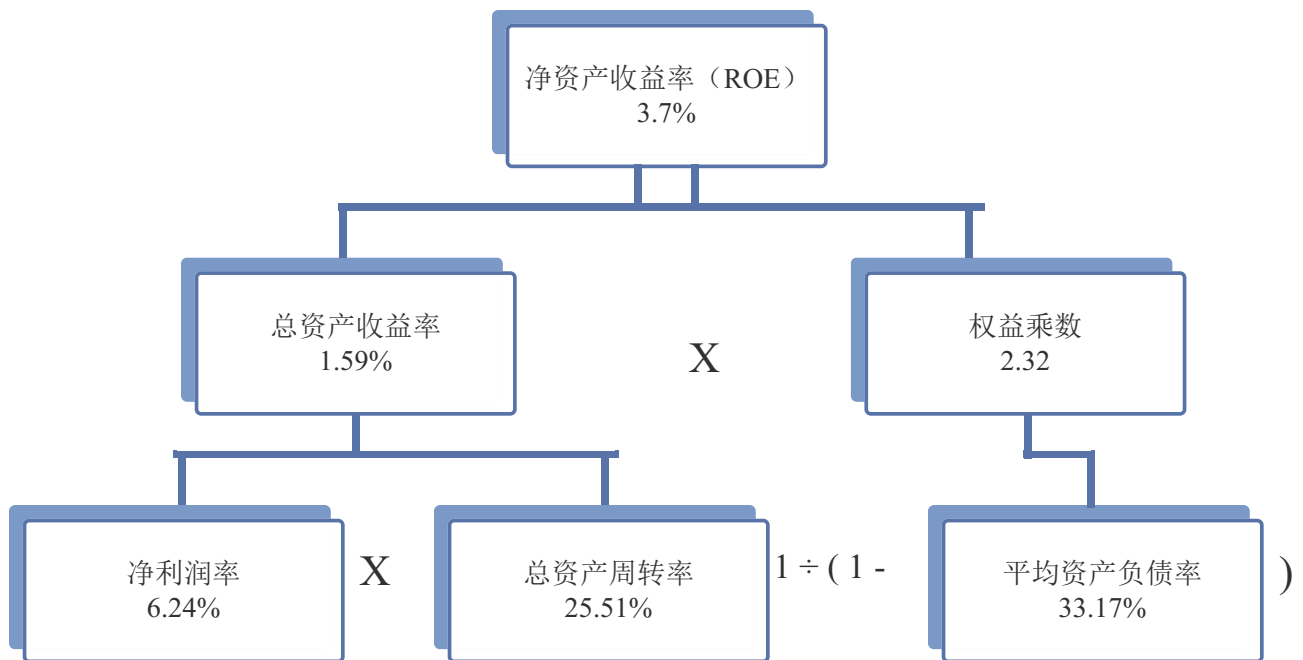 净资产收益率（ROE）
3.7%
总资产收益率
1.59%
X
权益乘数
2.32
净利润率
6.24%
X
总资产周转率
25.51%
1 ÷ ( 1 -
平均资产负债率
33.17%
)